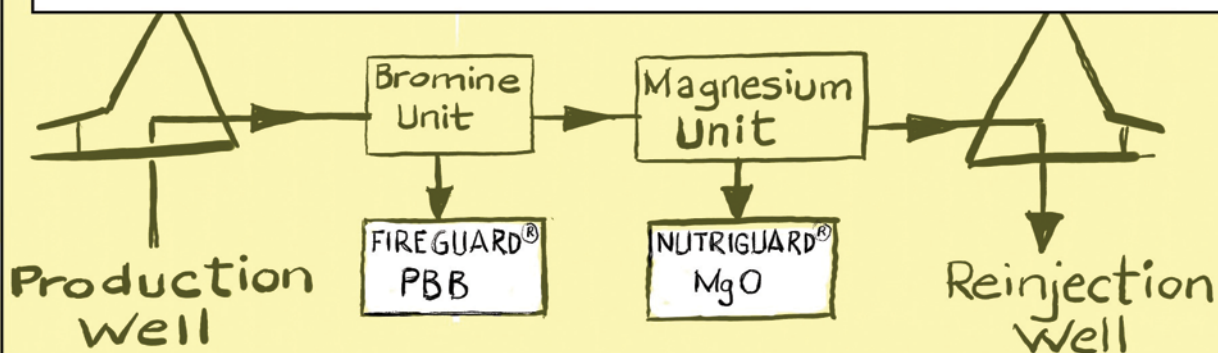 Bromine
Unit
Magnesium
Unit
FIREGUARD®
PBB
NUTRIGUARD®
MgO
Production
Well
Reinjection
Well